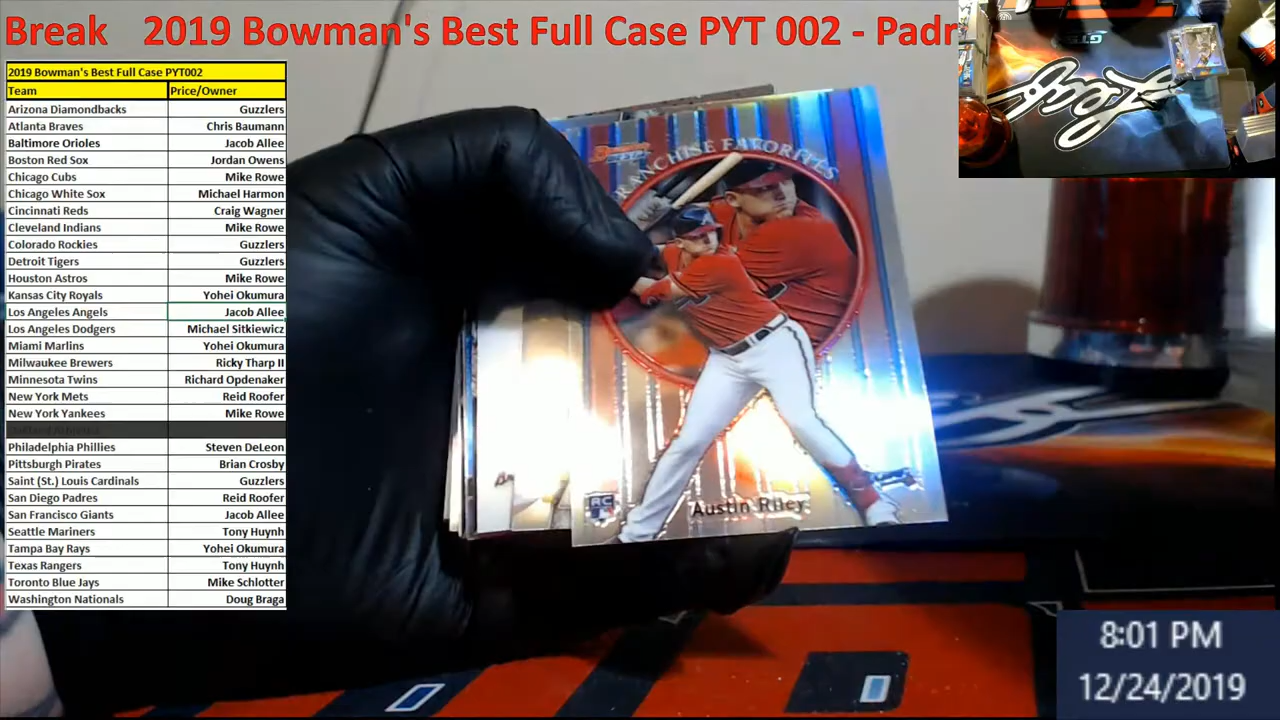 Break 2019 Bowman's Best Full Case PYT 002 - Padr
2019 Bowman's Best Full Case PYT002
Team Price/Owner
Arizona Diamondbacks Guzzlers
Atlanta Braves Chris Baumann
Baltimore Orioles Jacob Allee
Boston Red Sox Jordan Owens
Chicago Cubs Mike Rowe
Chicago White Sox Michael Harmon
Cincinnati Reds Craig Wagner
Cleveland Indians Mike Rowe
Colorado Rockies Guzzlers
Detroit Tigers Guzzlers
Houston Astros Mike Rowe
Kansas City Royals Yohei Okumura
Los Angeles Angels Jacob Allee
Los Angeles Dodgers Michael Sitkiewicz
Miami Marlins Yohei Okumura
Milwaukee Brewers Ricky Tharp II
Minnesota Twins Richard Opdenaker
New York Mets Reid Roofer
New York Yankees Mike Rowe
Philadelphia Phillies Steven DeLeon
Pittsburgh Pirates Brian Crosby
Saint (St.) Louis Cardinals Guzzlers
San Diego Padres Reid Roofer
San Francisco Giants Jacob Allee
Seattle Mariners Tony Huynh
Tampa Bay Rays Yohei Okumura
Texas Rangers Tony Huynh
Toronto Blue Jays Mike Schlotter
Washington Nationals Doug Braga
FRANCHISE FAVORITES
RC
Austin Riley
Leaf
8:01 PM
12/24/2019